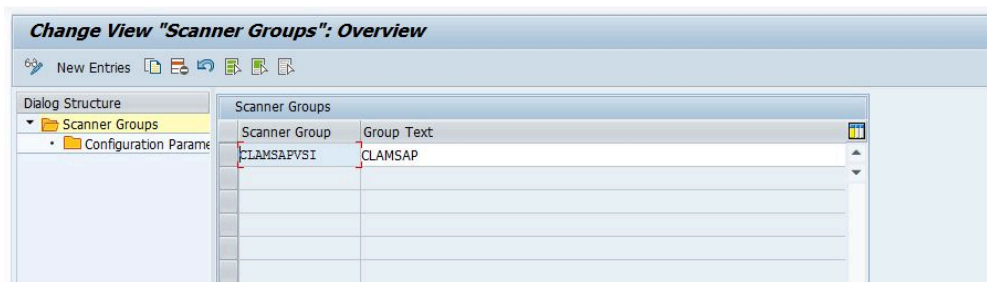 Change View "Scanner Groups": Overview
New Entries
Dialog Structure
Scanner Groups
Configuration Parame
Scanner Groups
Scanner Group Group Text
CLAMSAPVSI CLAMSAP